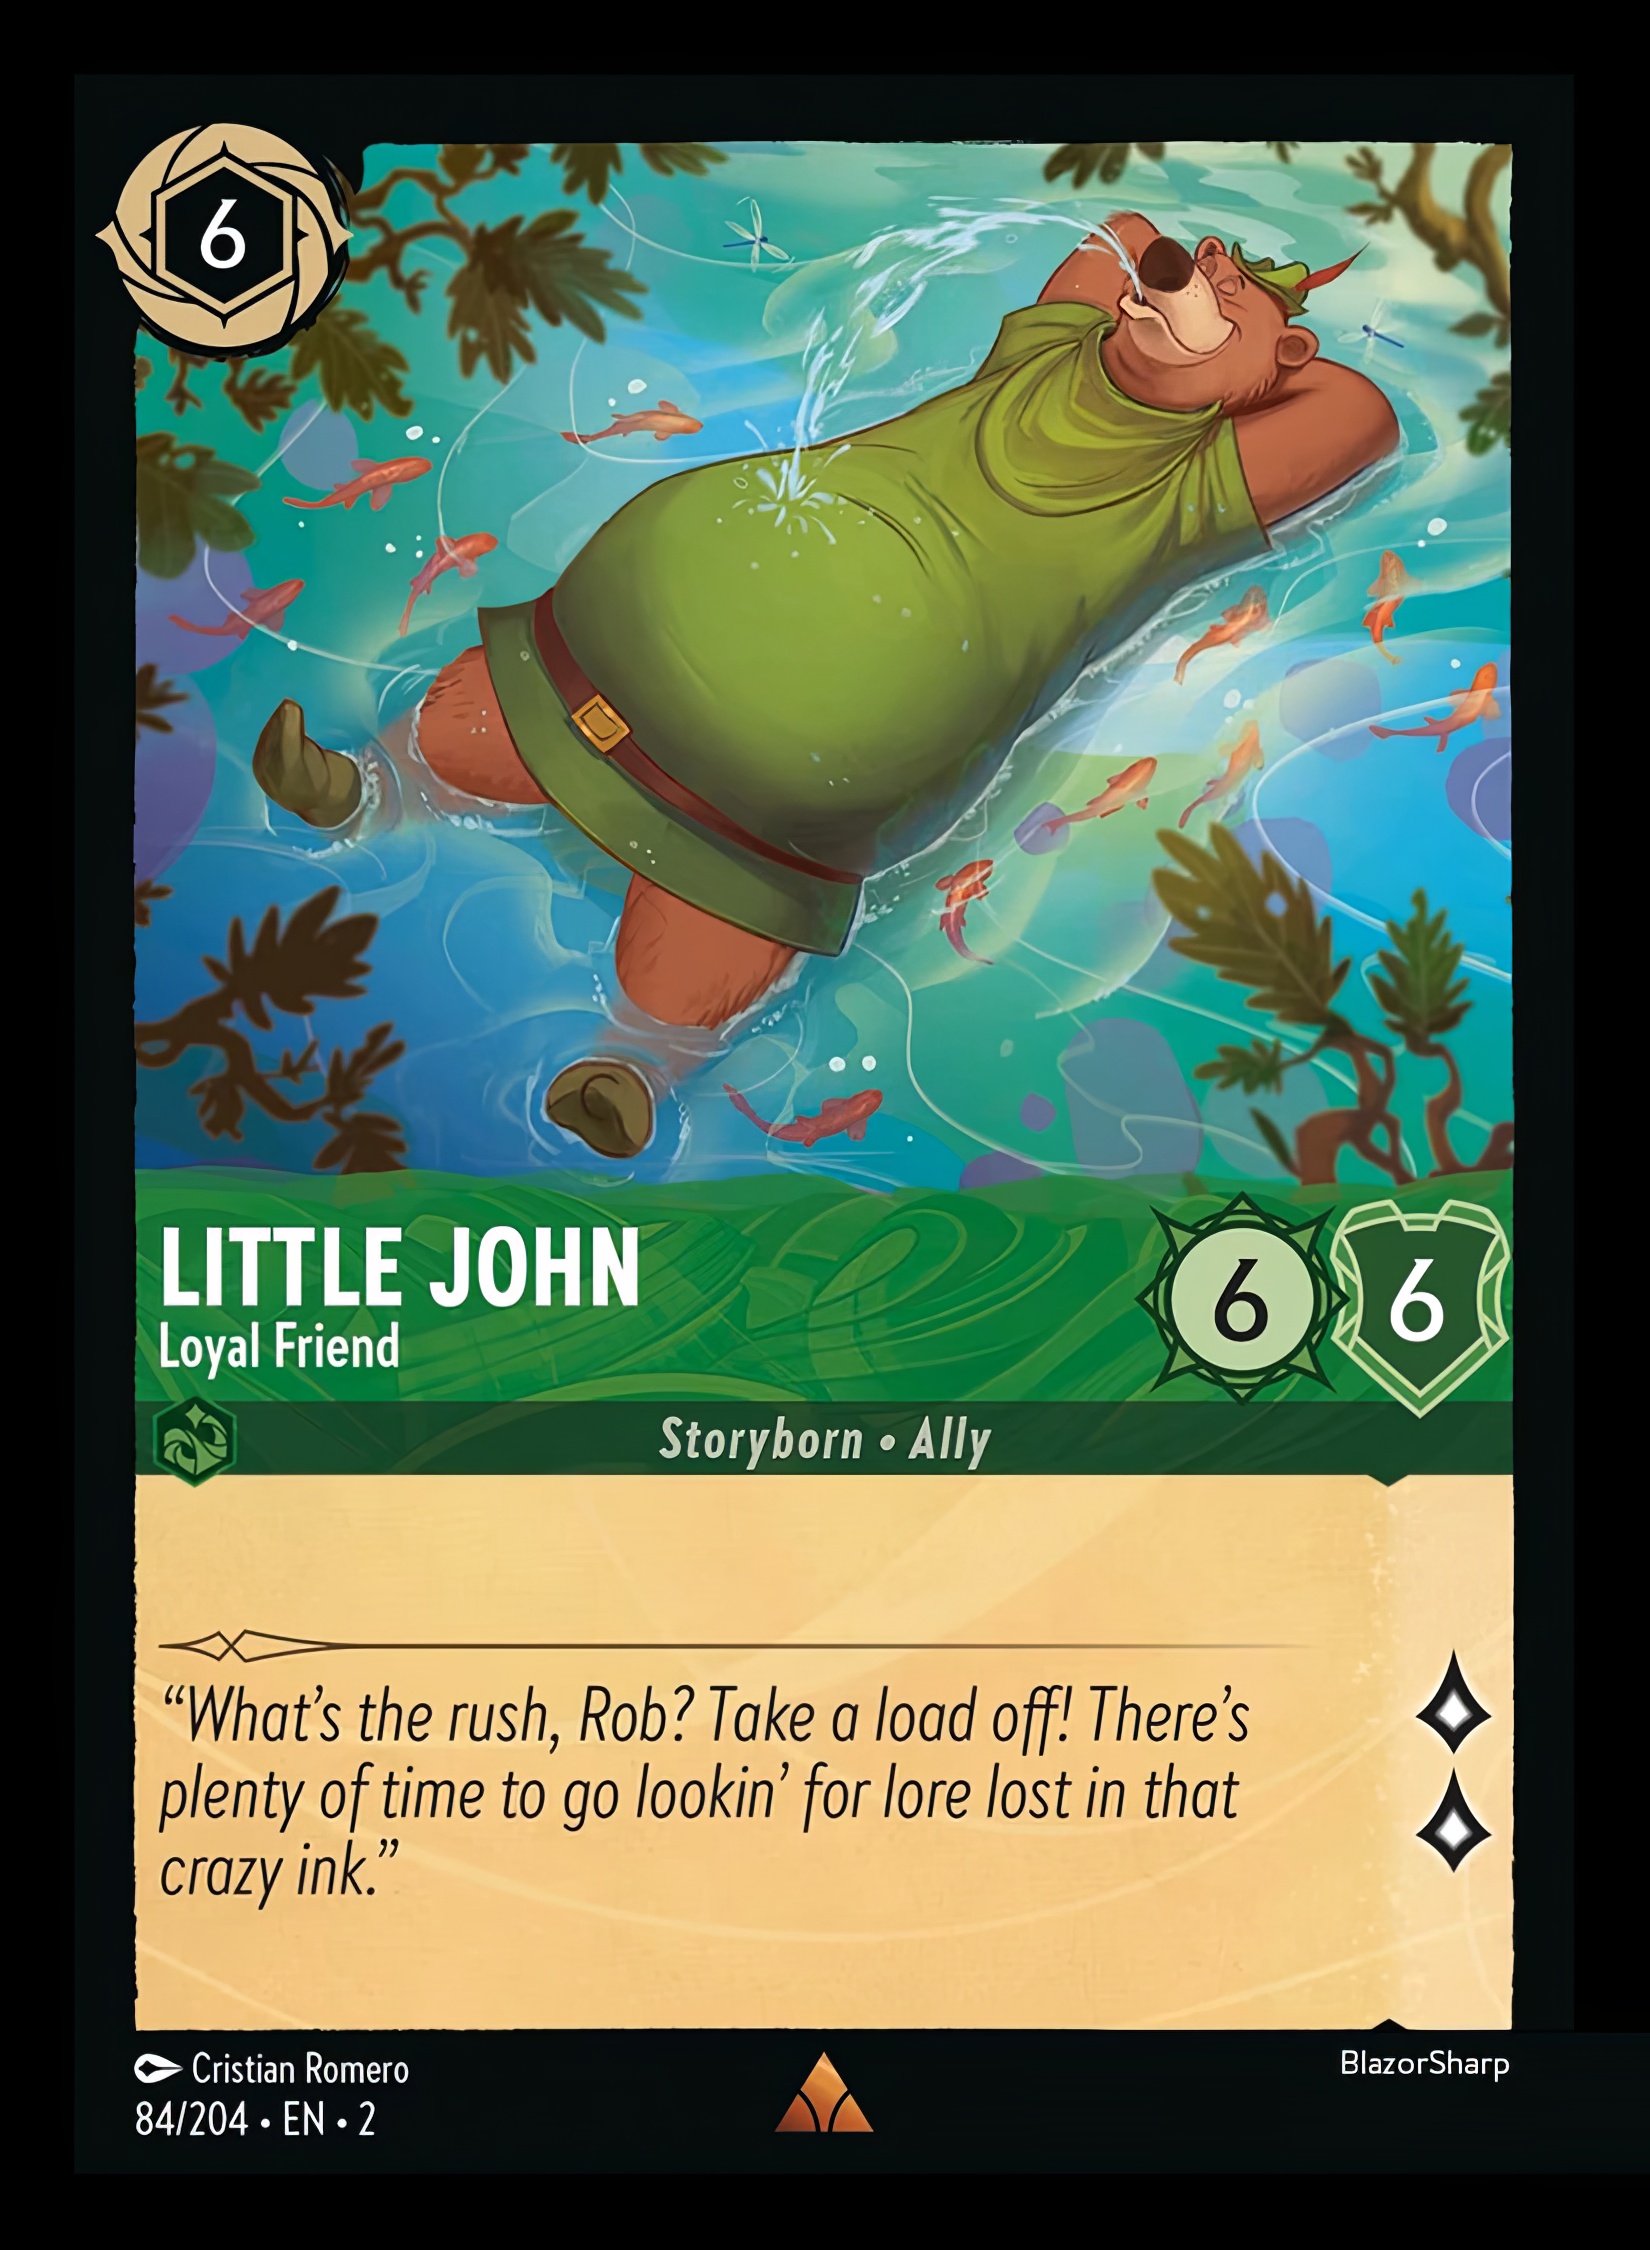 6
LITTLE JOHN
Loyal Friend
6 6
Storyborn • Ally
“What’s the rush, Rob? Take a load off! There’s
plenty of time to go lookin’ for lore lost in that
crazy ink.”
Cristian Romero
BlazorSharp
84/204 • EN • 2